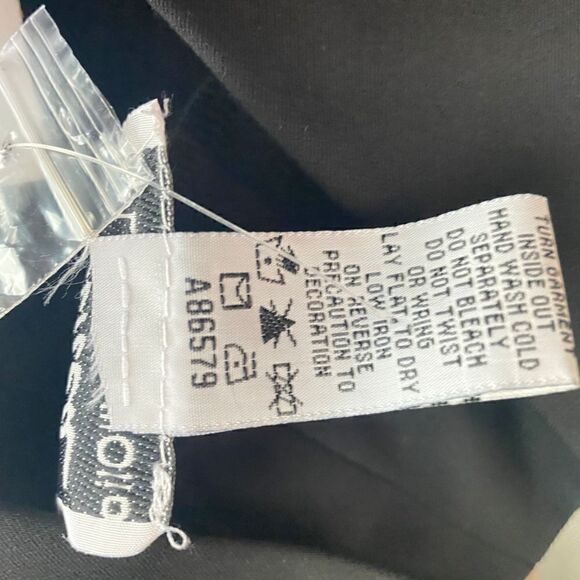 TURN GARMENT
INSIDE OUT
HAND WASH COLD
SEPARATELY
DO NOT BLEACH
DO NOT TWIST
OR WRING
LAY FLAT TO DRY
LOW IRON
ON REVERSE
PRECAUTION TO
DECORATION
A86579